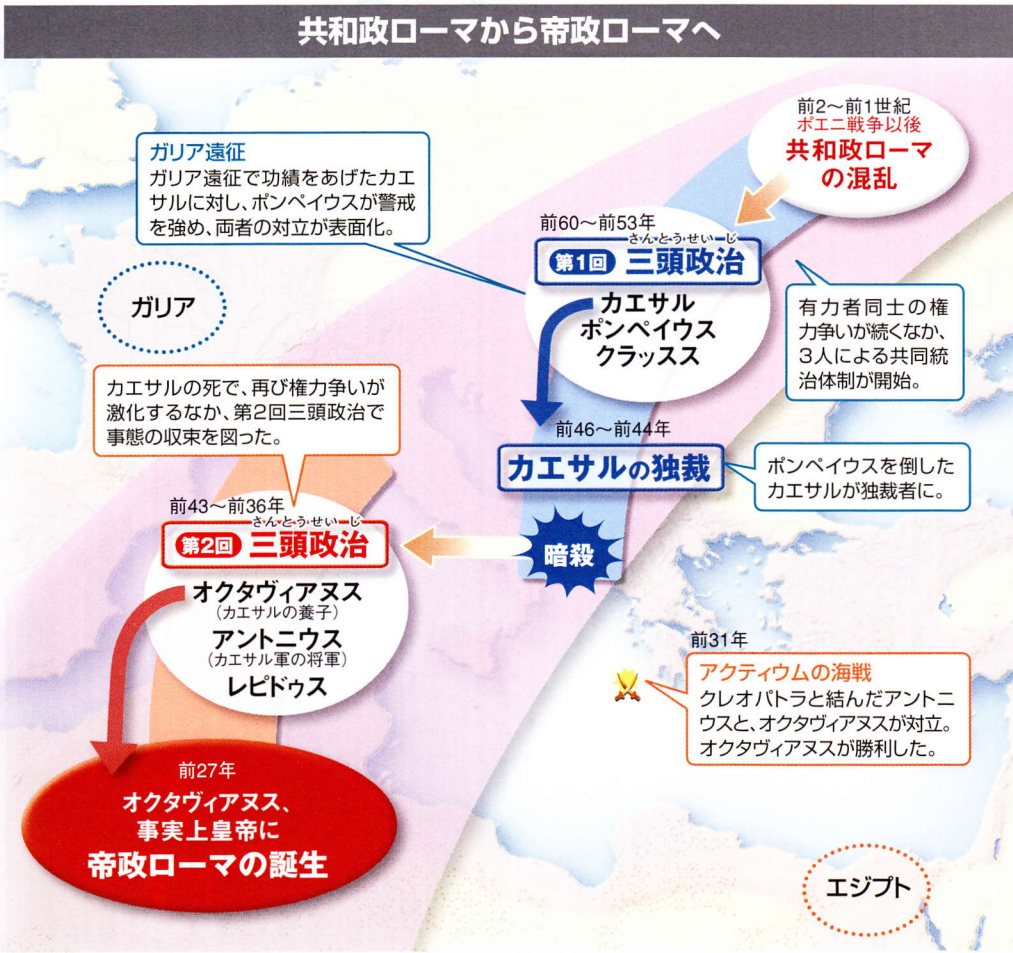 共和政ローマから帝政ローマへ
前2〜前1世紀
ポエニ戦争以後
共和政ローマ
の混乱
ガリア遠征
ガリア遠征で功績をあげたカエ
サルに対し、ポンペイウスが警戒
を強め、両者の対立が表面化。
前60〜前53年
さんとうせいじ
第1回 三頭政治
カエサル
ポンペイウス
クラッスス
有力者同士の権
力争いが続くなか、
3人による共同統
治体制が開始。
ガリア
カエサルの死で、再び権力争いが
激化するなか、第2回三頭政治で
事態の収束を図った。
前46〜前44年
カエサルの独裁
ポンペイウスを倒した
カエサルが独裁者に。
暗殺
前43〜前36年
さんとうせいじ
第2回 三頭政治
オクタヴィアヌス
(カエサルの養子)
アントニウス
(カエサル軍の将軍)
レピドゥス
前31年
アクティウムの海戦
クレオパトラと結んだアントニ
ウスと、オクタヴィアヌスが対立。
オクタヴィアヌスが勝利した。
前27年
オクタヴィアヌス、
事実上皇帝に
帝政ローマの誕生
エジプト